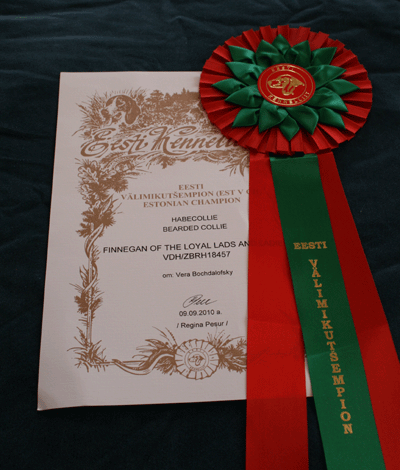 Eesti Kennel
EESTI
VÄLIMIKUTŠEMPION (EST V
ESTONIAN CHAMPION
HABECOLLIE
BEARDED COLLIE
FINNEGAN OF THE LOYAL LADS AN
VDH/ZBRH18457
om: Vera Bochdalofsky
09.09.2010 a.
/ Regina Pesur /
EESTI
VÄLIMIKUTŠEMPION